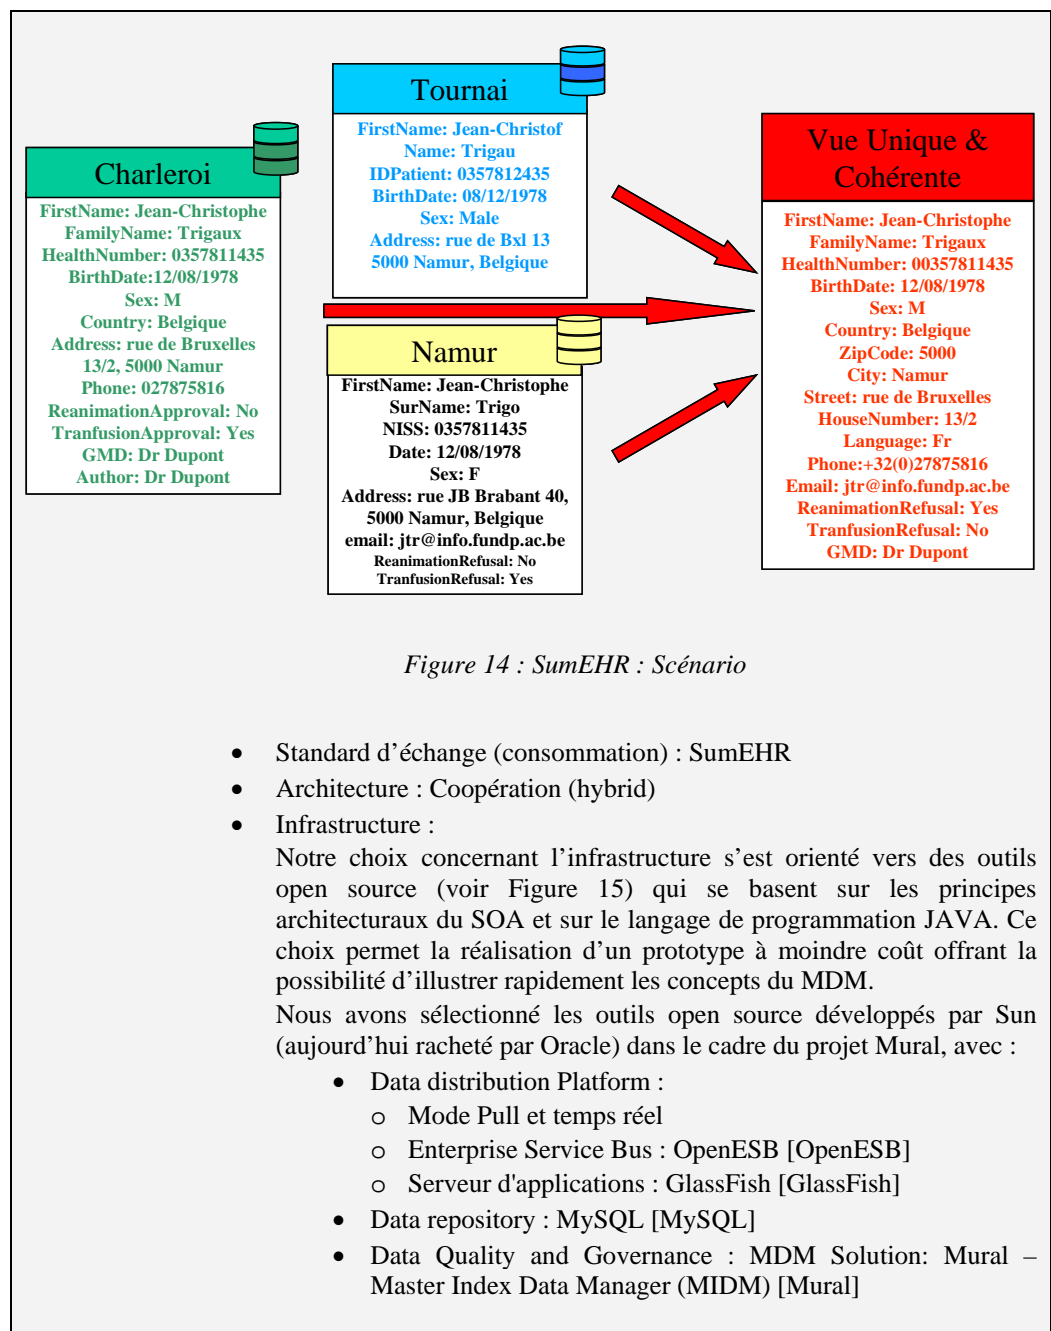 Charleroi
FirstName: Jean-Christophe
FamilyName: Trigaux
HealthNumber: 0357811435
BirthDate:12/08/1978
Sex: M
Country: Belgique
Address: rue de Bruxelles
13/2, 5000 Namur
Phone: 027875816
ReanimationApproval: No
TranfusionApproval: Yes
GMD: Dr Dupont
Author: Dr Dupont
Tournai
FirstName: Jean-Christof
Name: Trigau
IDPatient: 0357812435
BirthDate: 08/12/1978
Sex: Male
Address: rue de Bxl 13
5000 Namur, Belgique
Namur
FirstName: Jean-Christophe
SurName: Trigo
NISS: 0357811435
Date: 12/08/1978
Sex: F
Address: rue JB Brabant 40,
5000 Namur, Belgique
email: jtr@info.fundp.ac.be
ReanimationRefusal: No
TranfusionRefusal: Yes
Vue Unique &
Cohérente
FirstName: Jean-Christophe
FamilyName: Trigaux
HealthNumber: 00357811435
BirthDate: 12/08/1978
Sex: M
Country: Belgique
ZipCode: 5000
City: Namur
Street: rue de Bruxelles
HouseNumber: 13/2
Language: Fr
Phone:+32(0)27875816
Email: jtr@info.fundp.ac.be
ReanimationRefusal: Yes
TranfusionRefusal: No
GMD: Dr Dupont
Figure 14 : SumEHR : Scénario
• Standard d’échange (consommation) : SumEHR
• Architecture : Coopération (hybrid)
• Infrastructure :
Notre choix concernant l’infrastructure s’est orienté vers des outils
open source (voir Figure 15) qui se basent sur les principes
architecturaux du SOA et sur le langage de programmation JAVA. Ce
choix permet la réalisation d’un prototype à moindre coût offrant la
possibilité d’illustrer rapidement les concepts du MDM.
Nous avons sélectionné les outils open source développés par Sun
(aujourd’hui racheté par Oracle) dans le cadre du projet Mural, avec :
• Data distribution Platform :
o Mode Pull et temps réel
o Enterprise Service Bus : OpenESB [OpenESB]
o Serveur d'applications : GlassFish [GlassFish]
• Data repository : MySQL [MySQL]
• Data Quality and Governance : MDM Solution: Mural –
Master Index Data Manager (MIDM) [Mural]